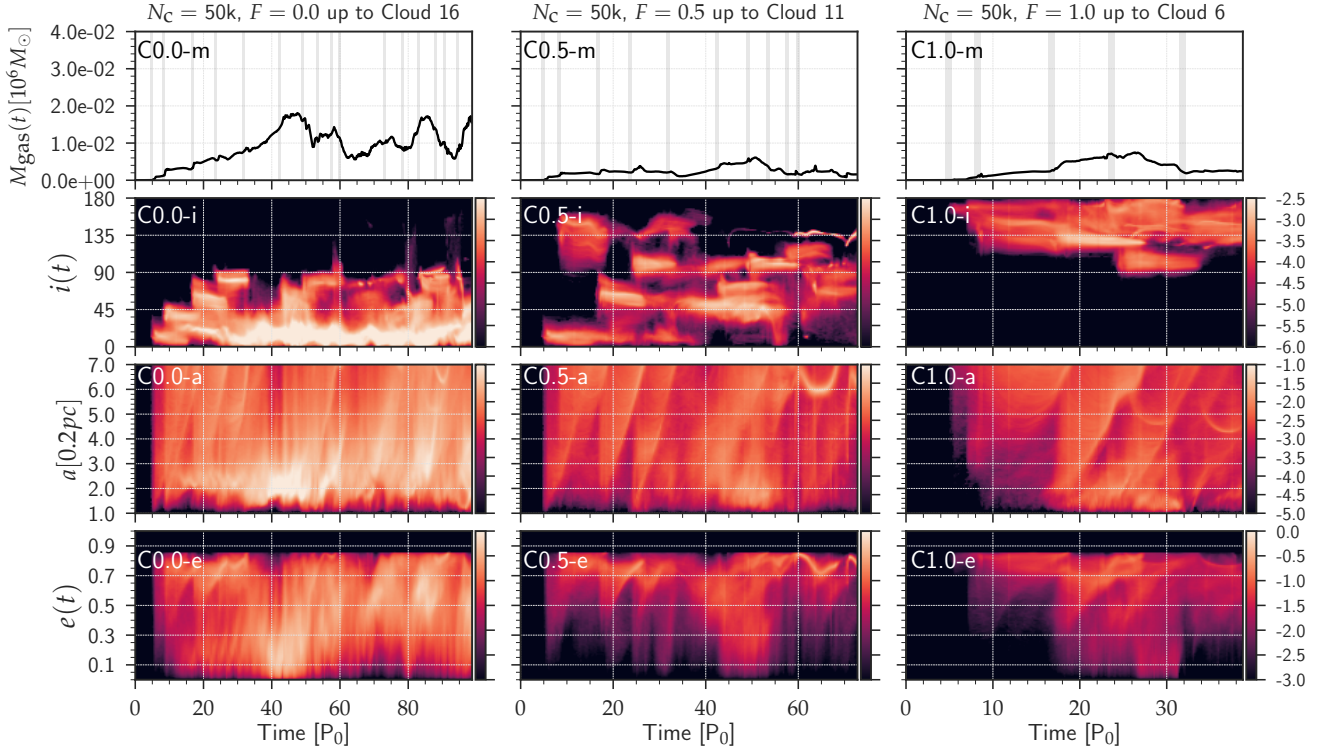 N_C = 50k, F = 0.0 up to Cloud 16
N_C = 50k, F = 0.5 up to Cloud 11
N_C = 50k, F = 1.0 up to Cloud 6
M_gas(t)[10^6 M_⊙]
4.0e-02
3.0e-02
2.0e-02
1.0e-02
0.0e+00
C0.0-m
C0.5-m
C1.0-m
i(t)
180
135
90
45
0
C0.0-i
C0.5-i
C1.0-i
-2.5
-3.0
-3.5
-4.0
-4.5
-5.0
-5.5
-6.0
a[0.2pc]
7.0
6.0
5.0
4.0
3.0
2.0
1.0
C0.0-a
C0.5-a
C1.0-a
-1.0
-1.5
-2.0
-2.5
-3.0
-3.5
-4.0
-4.5
-5.0
e(t)
0.9
0.7
0.5
0.3
0.1
C0.0-e
C0.5-e
C1.0-e
0.0
-0.5
-1.0
-1.5
-2.0
-2.5
-3.0
0 20 40 60 80
0 20 40 60
0 10 20 30
Time [P_0]
Time [P_0]
Time [P_0]